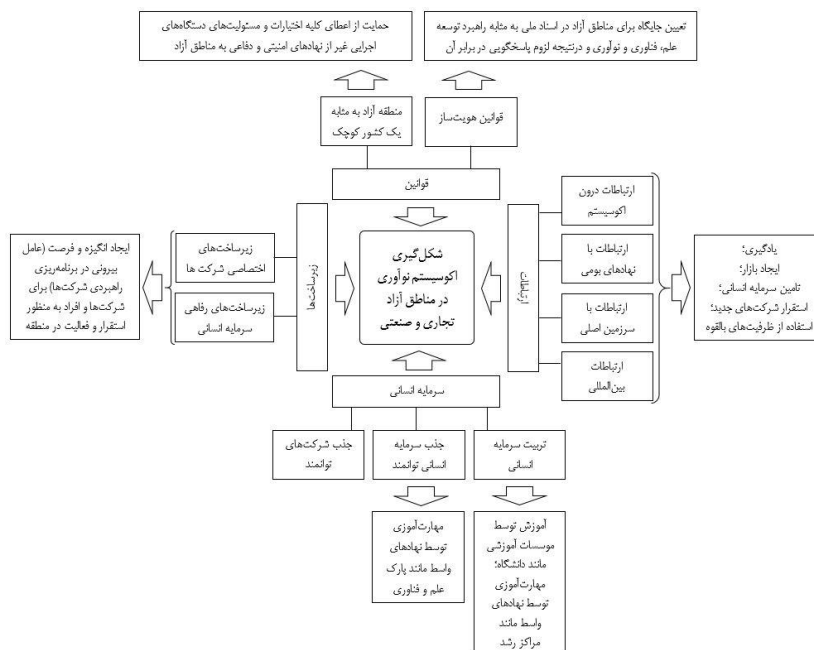 تعیین جایگاه برای مناطق آزاد در اسناد ملی به مثابه راهبرد توسعه
علم، فناوری و نوآوری و درنتیجه لزوم پاسخگویی در برابر آن
حمایت از اعطای کلیه اختیارات و مسئولیت‌های دستگاه‌های
اجرایی غیر از نهادهای امنیتی و دفاعی به مناطق آزاد
قوانین هویت‌ساز
منطقه آزاد به مثابه
یک کشور کوچک
قوانین
یادگیری؛
ایجاد بازار؛
تامین سرمایه انسانی؛
استقرار شرکت‌های جدید؛
استفاده از ظرفیت‌های بالقوه
ارتباطات درون
اکوسیستم
ارتباطات با
نهادهای بومی
ارتباطات با
سرزمین اصلی
ارتباطات
بین‌المللی
ارتباطات
شکل‌گیری
اکوسیستم نوآوری
در مناطق آزاد
تجاری و صنعتی
زیرساخت‌ها
زیرساخت‌های
اختصاصی شرکت ها
زیرساخت‌های رفاهی
سرمایه انسانی
ایجاد انگیزه و فرصت (عامل
بیرونی در برنامه‌ریزی
راهبردی شرکت‌ها) برای
شرکت‌ها و افراد به منظور
استقرار و فعالیت در منطقه
سرمایه انسانی
تربیت سرمایه
انسانی
جذب سرمایه
انسانی توانمند
جذب شرکت‌های
توانمند
آموزش توسط
موسسات آموزشی
مانند دانشگاه؛
مهارت‌آموزی
توسط نهادهای
واسط مانند
مراکز رشد
مهارت‌آموزی
توسط نهادهای
واسط مانند پارک
علم و فناوری